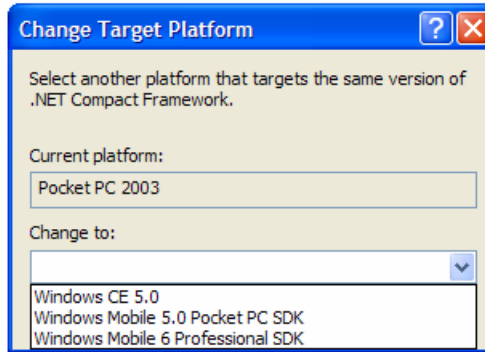 Change Target Platform
Select another platform that targets the same version of
.NET Compact Framework.
Current platform:
Pocket PC 2003
Change to:
Windows CE 5.0
Windows Mobile 5.0 Pocket PC SDK
Windows Mobile 6 Professional SDK